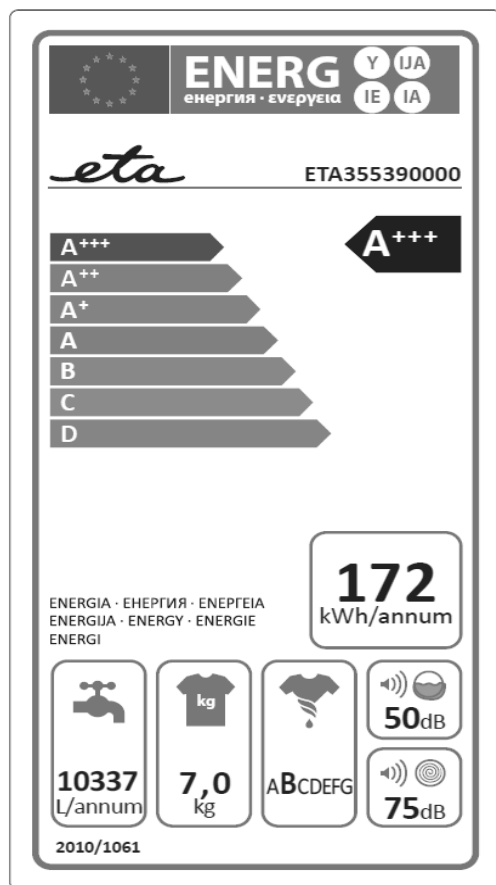 ENERG Y IJA
енергия · ενεργεια IE IA
eta ETA355390000
A+++ A+++
A++
A+
A
B
C
D
172
kWh/annum
ENERGIA · ЕНЕРГИЯ · ΕΝΕΡΓΕΙΑ
ENERGIJA · ENERGY · ENERGIE
ENERGI
10337
L/annum
kg
7,0
kg
ABCDEFG
50dB
75dB
2010/1061